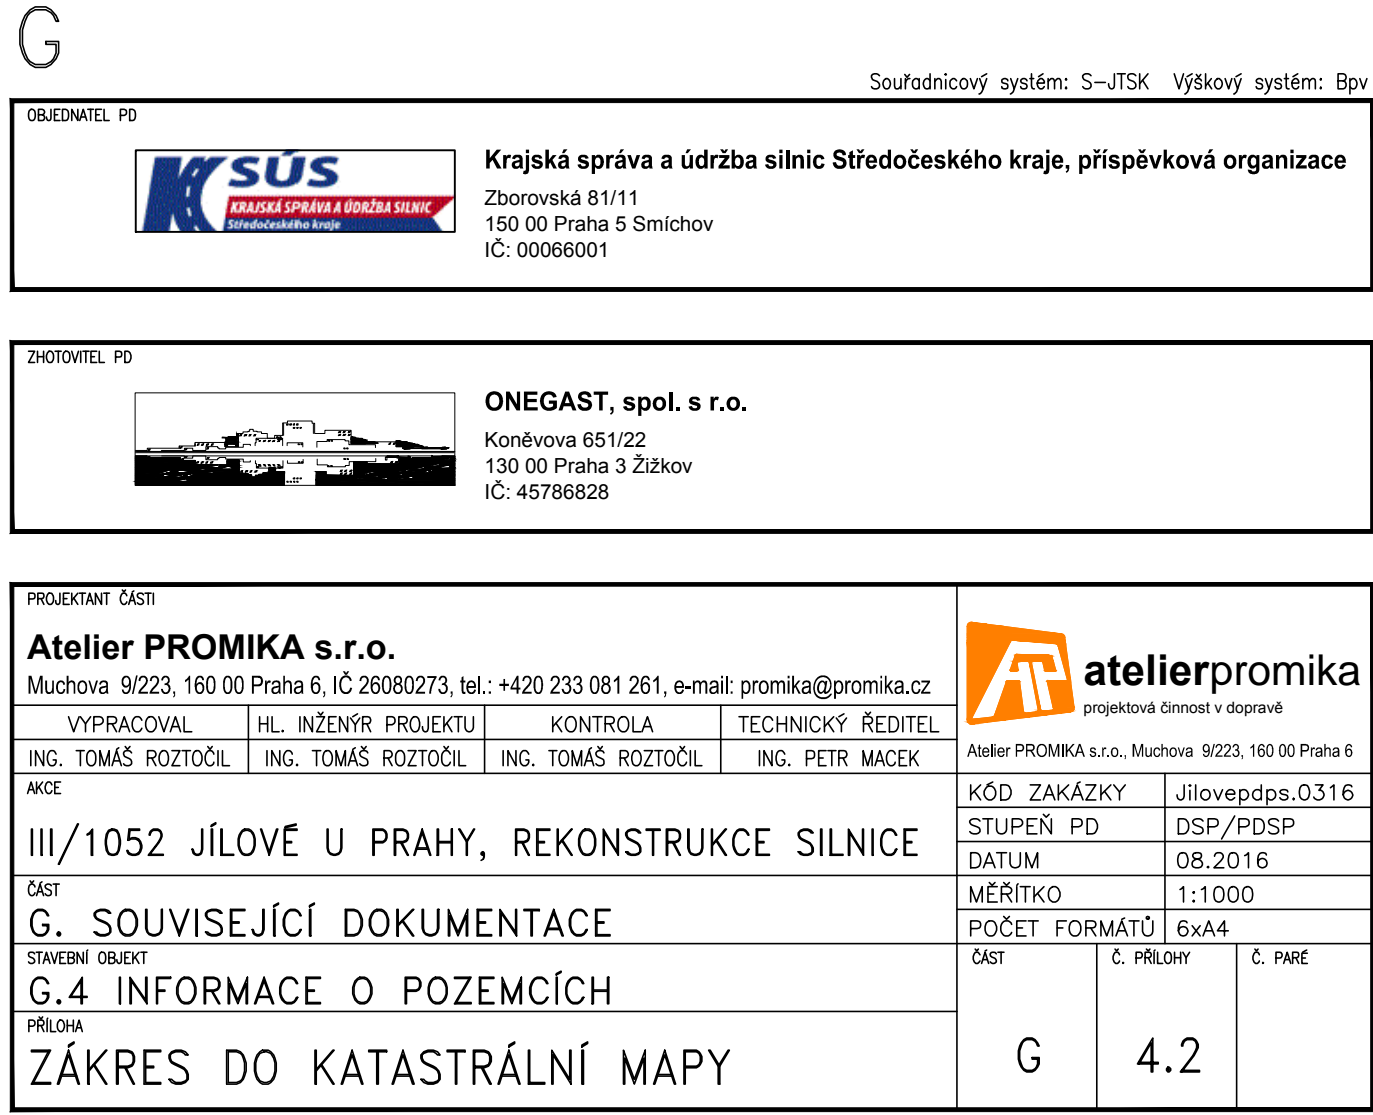 G
Souřadnicový systém: S-JTSK Výškový systém: Bpv
OBJEDNATEL PD
KSÚS
KRAJSKÁ SPRÁVA A ÚDRŽBA SILNIC
Středočeského kraje
Krajská správa a údržba silnic Středočeského kraje, příspěvková organizace
Zborovská 81/11
150 00 Praha 5 Smíchov
IČ: 00066001
ZHOTOVITEL PD
ONEGAST, spol. s r.o.
Koněvova 651/22
130 00 Praha 3 Žižkov
IČ: 45786828
PROJEKTANT ČÁSTI
Atelier PROMIKA s.r.o.
Muchova 9/223, 160 00 Praha 6, IČ 26080273, tel.: +420 233 081 261, e-mail: promika@promika.cz
VYPRACOVAL HL. INŽENÝR PROJEKTU KONTROLA TECHNICKÝ ŘEDITEL
ING. TOMÁŠ ROZTOČIL ING. TOMÁŠ ROZTOČIL ING. TOMÁŠ ROZTOČIL ING. PETR MACEK
atelierpromika
projektová činnost v dopravě
Atelier PROMIKA s.r.o., Muchova 9/223, 160 00 Praha 6
AKCE
III/1052 JÍLOVÉ U PRAHY, REKONSTRUKCE SILNICE
KÓD ZAKÁZKY Jilovepdps.0316
STUPEŇ PD DSP/PDSP
DATUM 08.2016
MĚŘÍTKO 1:1000
POČET FORMÁTŮ 6xA4
ČÁST
G. SOUVISEJÍCÍ DOKUMENTACE
STAVEBNÍ OBJEKT
G.4 INFORMACE O POZEMCÍCH
PŘÍLOHA
ZÁKRES DO KATASTRÁLNÍ MAPY
ČÁST Č. PŘÍLOHY Č. PARÉ
G 4.2